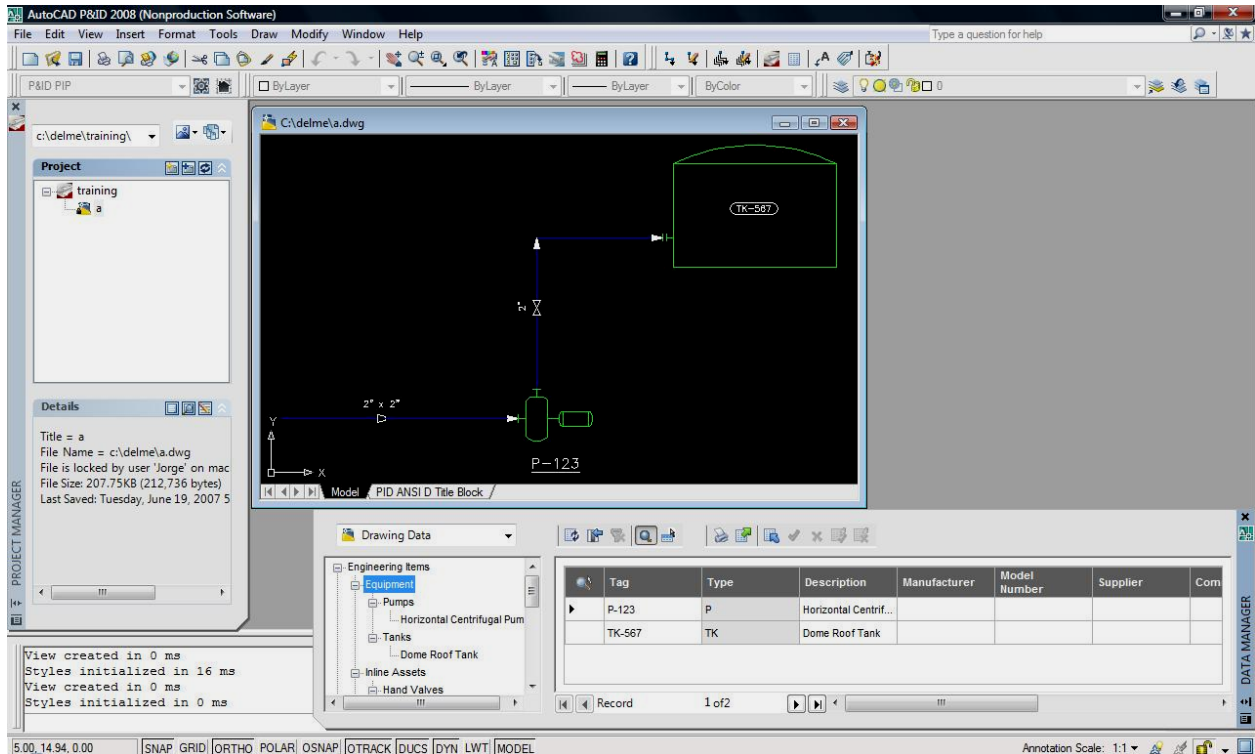 AutoCAD P&ID 2008 (Nonproduction Software)
File Edit View Insert Format Tools Draw Modify Window Help
Type a question for help
P&ID PIP
ByLayer
ByLayer
ByLayer
ByColor
0
c:\delme\training\
Project
training
a
Details
Title = a
File Name = c:\delme\a.dwg
File is locked by user 'Jorge' on mac
File Size: 207.75KB (212,736 bytes)
Last Saved: Tuesday, June 19, 2007 5
PROJECT MANAGER
C:\delme\a.dwg
TK-567
2"
2" x 2"
Y
X
P-123
Model PID ANSI D Title Block
Drawing Data
Engineering Items
Equipment
Pumps
Horizontal Centrifugal Pum
Tanks
Dome Roof Tank
Inline Assets
Hand Valves
Tag Type Description Manufacturer Model Number Supplier Com
P-123 P Horizontal Centrif...
TK-567 TK Dome Roof Tank
Record 1 of2
DATA MANAGER
View created in 0 ms
Styles initialized in 16 ms
View created in 0 ms
Styles initialized in 0 ms
5.00, 14.94, 0.00 SNAP GRID ORTHO POLAR OSNAP OTRACK DUCS DYN LWT MODEL Annotation Scale: 1:1